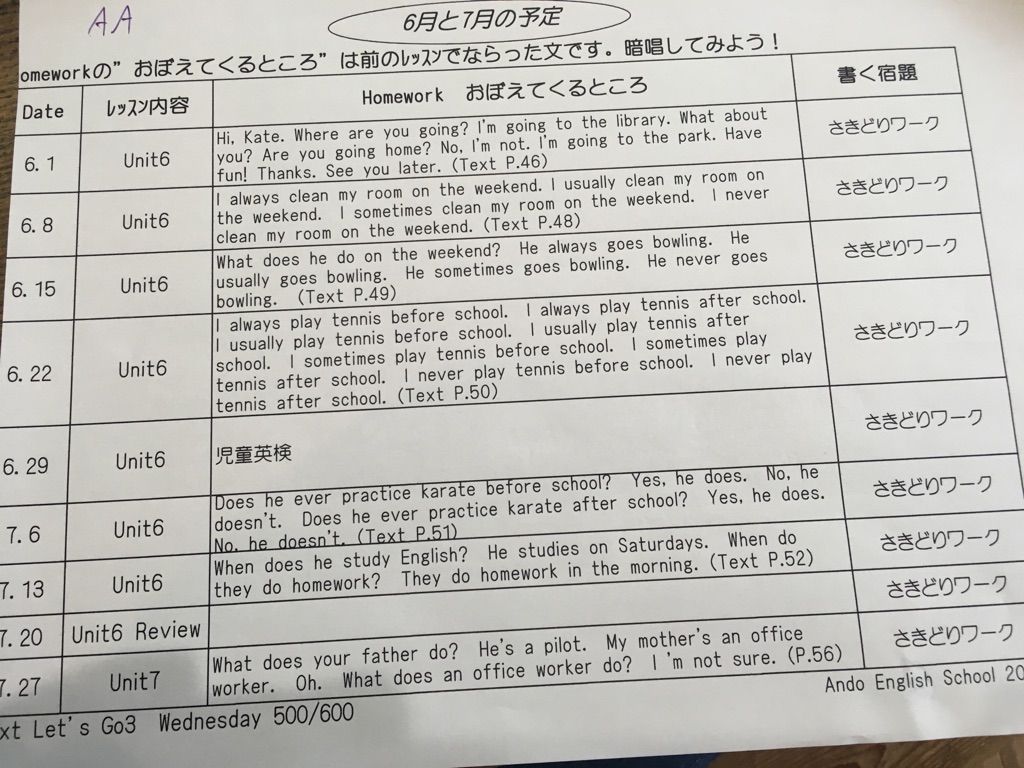 AA
6月と7月の予定
omeworkの”おぼえてくるところ”は前のﾚｯｽﾝでならった文です。暗唱してみよう！
Date ﾚｯｽﾝ内容 Homework おぼえてくるところ 書く宿題
6. 1 Unit6
Hi, Kate. Where are you going? I'm going to the library. What about
you? Are you going home? No, I'm not. I'm going to the park. Have
fun! Thanks. See you later. (Text P.46)
さきどりワーク
6. 8 Unit6
I always clean my room on the weekend. I usually clean my room on
the weekend. I sometimes clean my room on the weekend. I never
clean my room on the weekend. (Text P.48)
さきどりワーク
6. 15 Unit6
What does he do on the weekend? He always goes bowling. He
usually goes bowling. He sometimes goes bowling. He never goes
bowling. (Text P.49)
さきどりワーク
6. 22 Unit6
I always play tennis before school. I always play tennis after school.
I usually play tennis before school. I usually play tennis after
school. I sometimes play tennis before school. I sometimes play
tennis after school. I never play tennis before school. I never play
tennis after school. (Text P.50)
さきどりワーク
6. 29 Unit6 児童英検 さきどりワーク
7. 6 Unit6
Does he ever practice karate before school? Yes, he does. No, he
doesn't. Does he ever practice karate after school? Yes, he does.
No, he doesn't. (Text P.51)
さきどりワーク
7. 13 Unit6
When does he study English? He studies on Saturdays. When do
they do homework? They do homework in the morning. (Text P.52)
さきどりワーク
7. 20 Unit6 Review さきどりワーク
7. 27 Unit7
What does your father do? He's a pilot. My mother's an office
worker. Oh. What does an office worker do? I'm not sure. (P.56)
さきどりワーク
xt Let's Go3 Wednesday 500/600
Ando English School 20